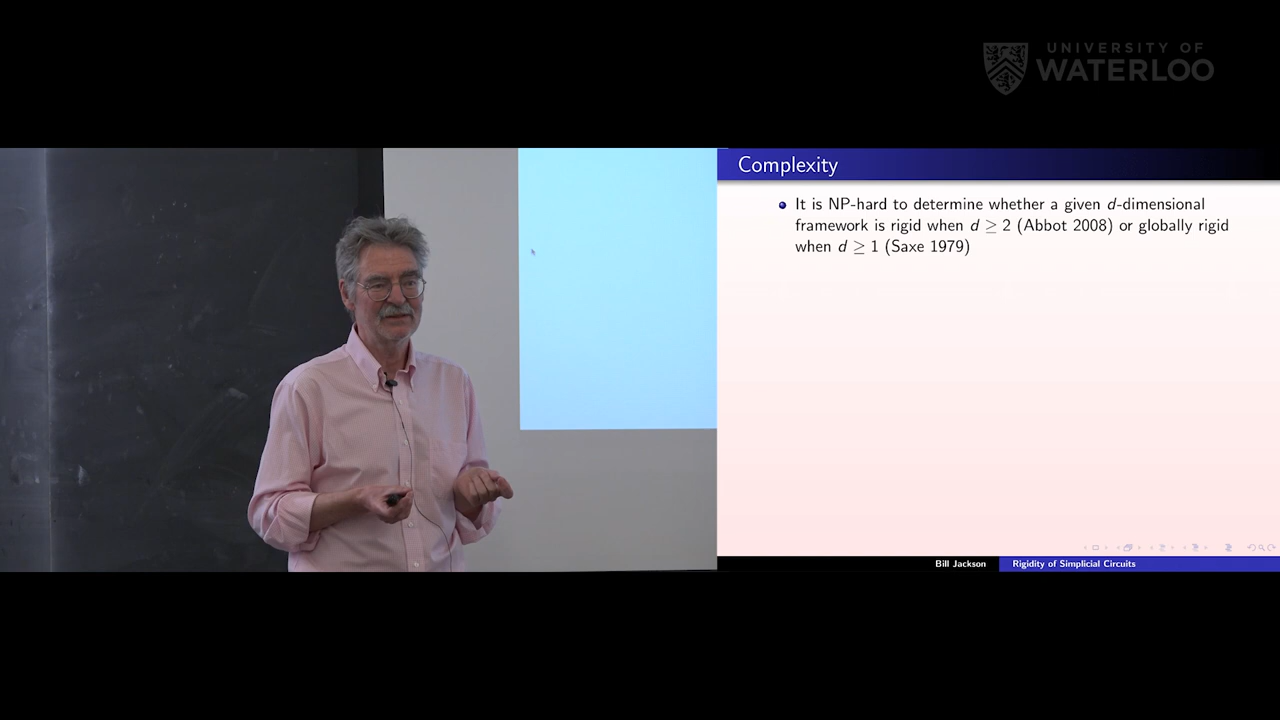 UNIVERSITY OF
WATERLOO
Complexity
It is NP-hard to determine whether a given d-dimensional
framework is rigid when d ≥ 2 (Abbot 2008) or globally rigid
when d ≥ 1 (Saxe 1979)
Bill Jackson
Rigidity of Simplicial Circuits